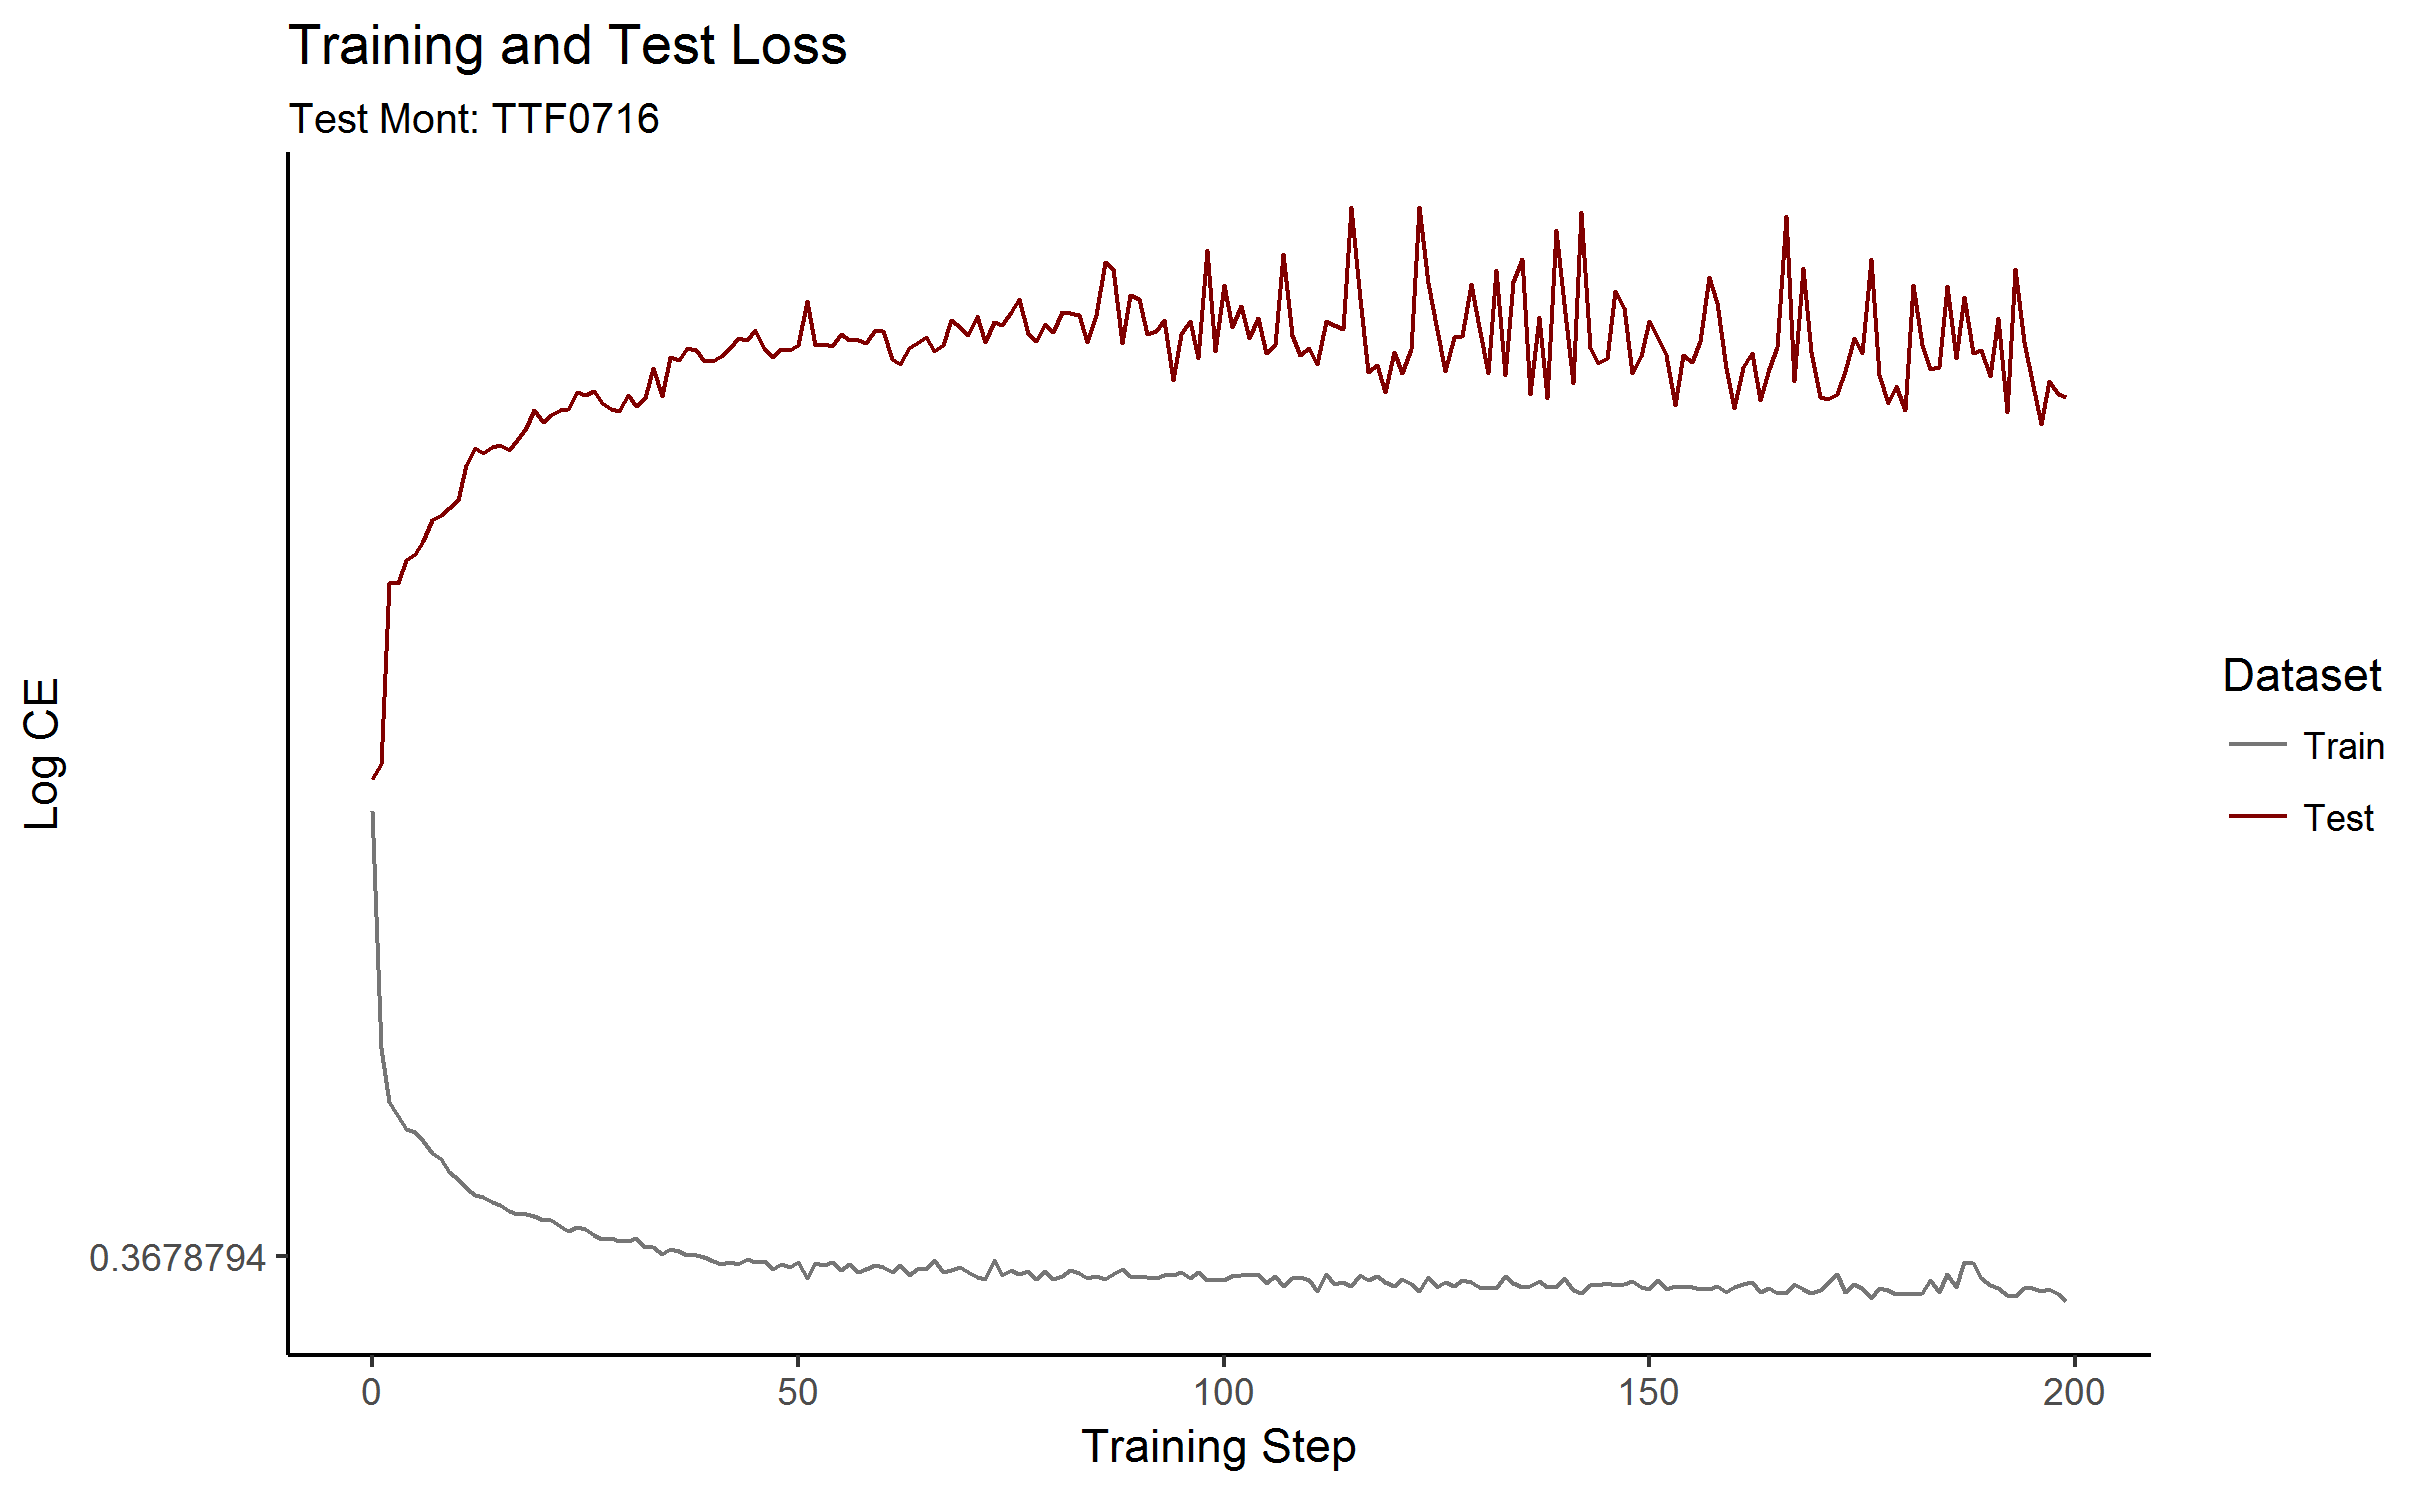 Training and Test Loss
Test Mont: TTF0716
Log CE
0.3678794
0 50 100 150 200
Training Step
Dataset
Train
Test